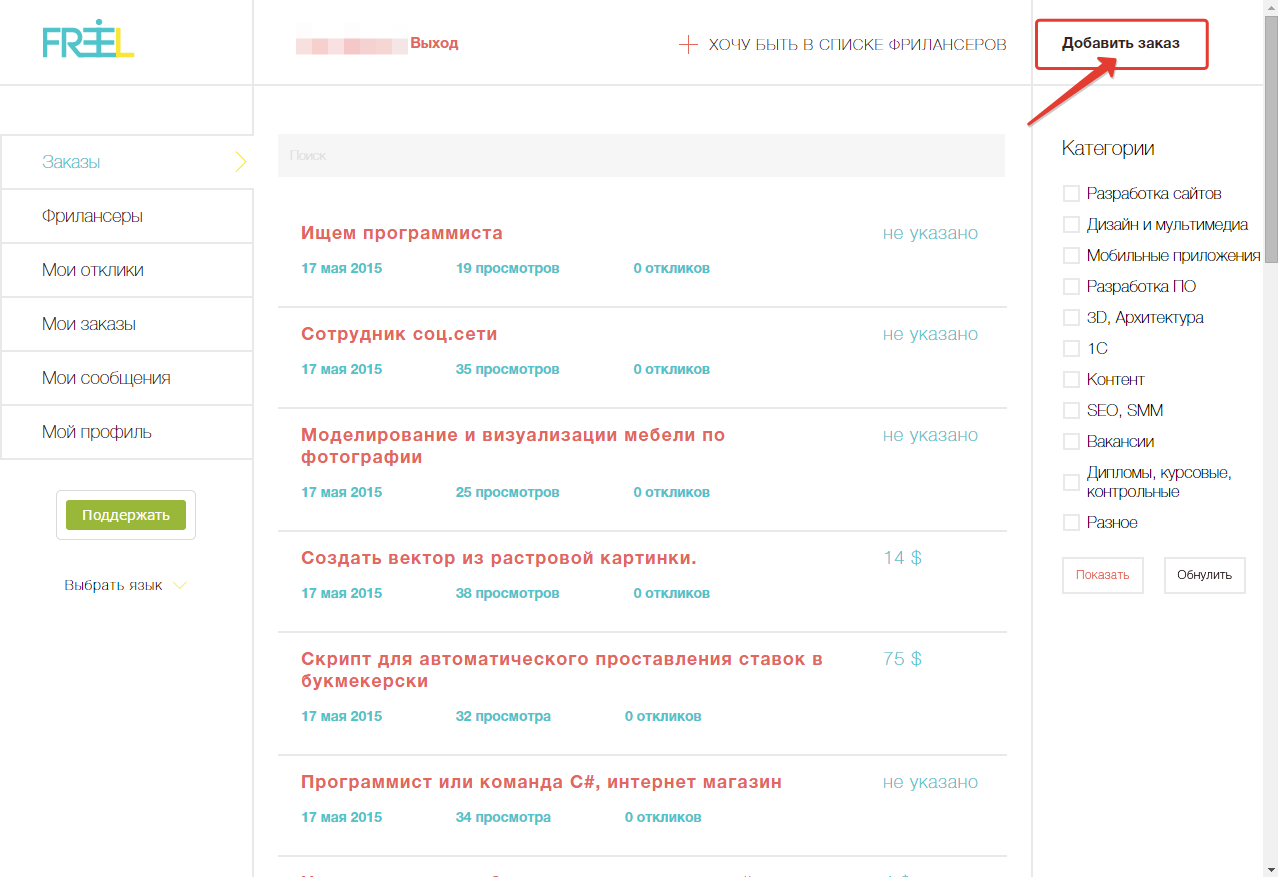 FREEL
Выход
ХОЧУ БЫТЬ В СПИСКЕ ФРИЛАНСЕРОВ
Добавить заказ
Заказы
Фрилансеры
Мои отклики
Мои заказы
Мои сообщения
Мой профиль
Поддержать
Выбрать язык
Поиск
Ищем программиста
не указано
17 мая 2015
19 просмотров
0 откликов
Сотрудник соц.сети
не указано
17 мая 2015
35 просмотров
0 откликов
Моделирование и визуализации мебели по
фотографии
не указано
17 мая 2015
25 просмотров
0 откликов
Создать вектор из растровой картинки.
14 $
17 мая 2015
38 просмотров
0 откликов
Скрипт для автоматического проставления ставок в
букмекерски
75 $
17 мая 2015
32 просмотра
0 откликов
Программист или команда C#, интернет магазин
не указано
17 мая 2015
34 просмотра
0 откликов
Категории
Разработка сайтов
Дизайн и мультимедиа
Мобильные приложения
Разработка ПО
3D, Архитектура
1С
Контент
SEO, SMM
Вакансии
Дипломы, курсовые,
контрольные
Разное
Показать
Обнулить